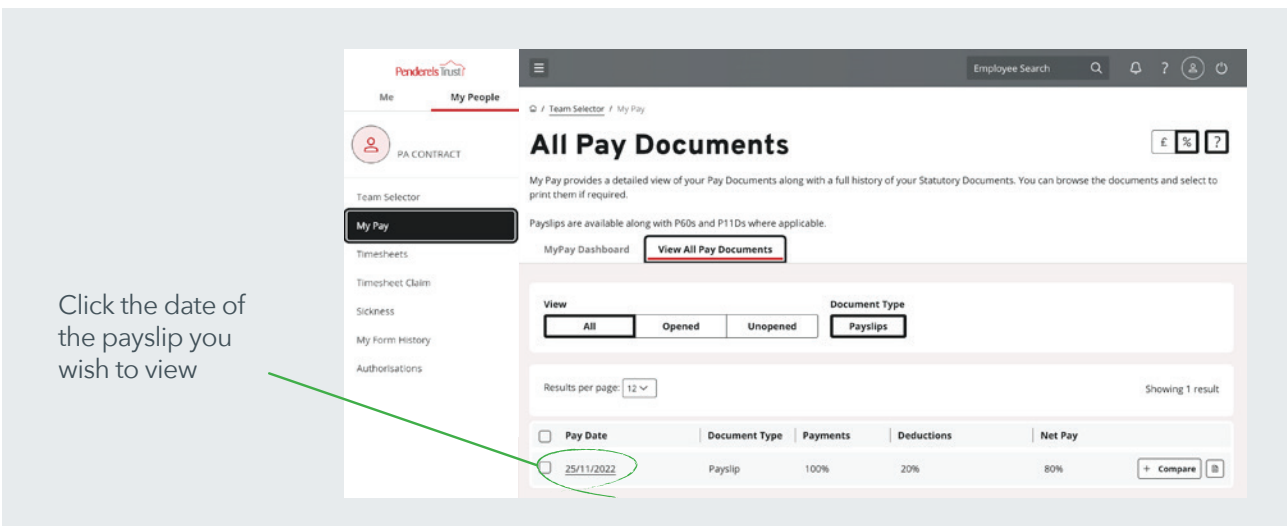 Penderels Trust
Employee Search
?
Me
My People
/ Team Selector / My Pay
PA CONTRACT
All Pay Documents
£
%
?
My Pay provides a detailed view of your Pay Documents along with a full history of your Statutory Documents. You can browse the documents and select to
print them if required.
Payslips are available along with P60s and P11Ds where applicable.
Team Selector
My Pay
Timesheets
Timesheet Claim
Sickness
My Form History
Authorisations
MyPay Dashboard
View All Pay Documents
View
Document Type
All
Opened
Unopened
Payslips
Click the date of
the payslip you
wish to view
Results per page: 12
Showing 1 result
Pay Date
Document Type
Payments
Deductions
Net Pay
25/11/2022
Payslip
100%
20%
80%
+ Compare